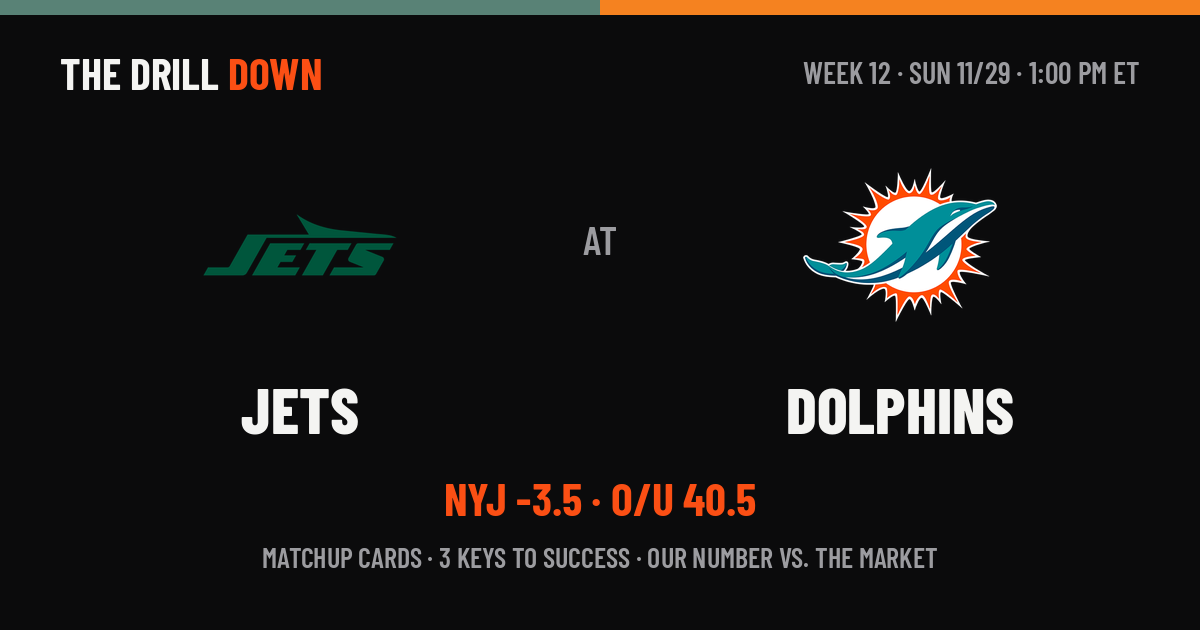 THE DRILL DOWN
WEEK 12 · SUN 11/29 · 1:00 PM ET
JETS
AT
JETS
DOLPHINS
NYJ -3.5 · O/U 40.5
MATCHUP CARDS · 3 KEYS TO SUCCESS · OUR NUMBER VS. THE MARKET